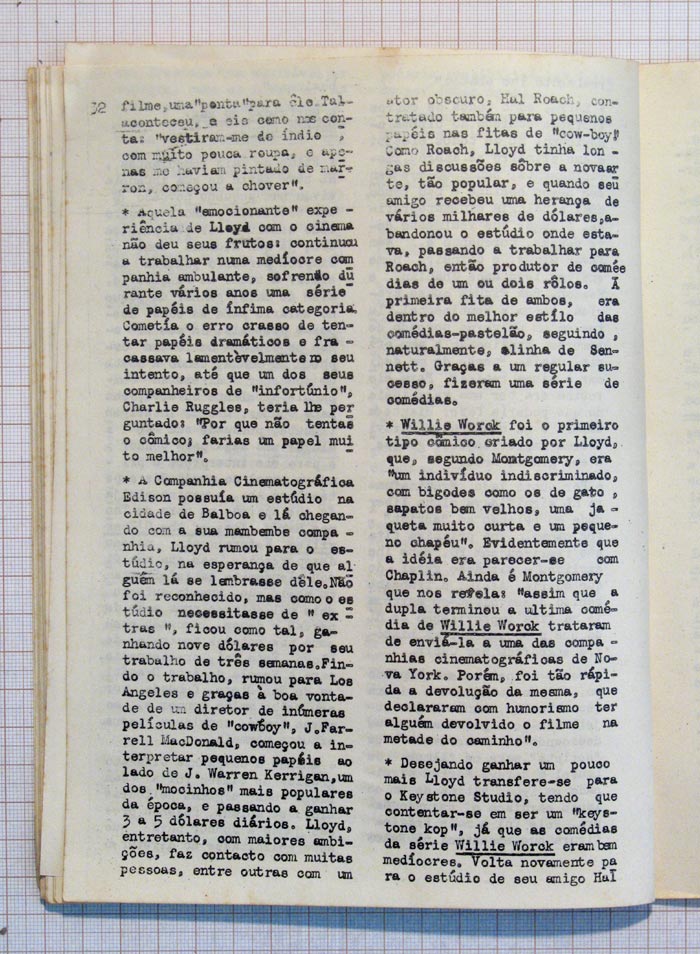 32
filme, uma "ponta" para êle. Tal
aconteceu, e eis como nos con-
ta: "vestiram-me de índio ,
com muito pouca roupa, e ape-
nas me haviam pintado de mar-
ron, começou a chover".
* Aquela "emocionante" expe -
riência de Lloyd com o cinema
não deu seus frutos: continuou
a trabalhar numa medíocre com
panhia ambulante, sofrendo du
rante vários anos uma série
de papéis de ínfima categoria.
Cometía o erro crasso de ten-
tar papéis dramáticos e fra -
cassava lamentèvelmente no seu
intento, até que um dos seus
companheiros de "infortúnio",
Charlie Ruggles, teria lhe per
guntado: "Por que não tentas
o cômico; farias um papel mui
to melhor".
* A Companhia Cinematográfica
Edison possuía um estúdio na
cidade de Balboa e lá chegan-
do com a sua mambembe compa -
nhia, Lloyd rumou para o es-
túdio, na esperança de que al
guém lá se lembrasse dêle. Não
foi reconhecido, mas como o es
túdio necessitasse de " ex -
tras ", ficou como tal, ga-
nhando nove dólares por seu
trabalho de três semanas. Fin-
do o trabalho, rumou para Los
Angeles e graças à boa vonta-
de de um diretor de inúmeras
películas de "cowboy", J. Far-
rell MacDonald, começou a in-
terpretar pequenos papéis ao
lado de J. Warren Kerrigan, um
dos "mocinhos" mais populares
da época, e passando a ganhar
3 a 5 dólares diários. Lloyd,
entretanto, com maiores ambi-
ções, faz contacto com muitas
pessoas, entre outras com um
ator obscuro, Hal Roach, con-
tratado também para pequenos
papéis nas fitas de "cow-boy"
Como Roach, Lloyd tinha lon -
gas discussões sôbre a nova ar
te, tão popular, e quando seu
amigo recebeu uma herança de
vários milhares de dólares, a-
bandonou o estúdio onde esta-
va, passando a trabalhar para
Roach, então produtor de comée
dias de um ou dois rôlos. A
primeira fita de ambos, era
dentro do melhor estílo das
comédias-pastelão, seguindo ,
naturalmente, a linha de Sen-
nett. Graças a um regular su-
cesso, fizeram uma série de
comédias.
* Willie Worck foi o primeiro
tipo cômico criado por Lloyd,
que, segundo Montgomery, era
"um indivíduo indiscriminado,
com bigodes como os de gato ,
sapatos bem velhos, uma ja -
queta muito curta e um peque-
no chapéu". Evidentemente que
a idéia era parecer-se com
Chaplin. Ainda é Montgomery
que nos revela: "assim que a
dupla terminou a ultima comé-
dia de Willie Worck trataram
de enviá-la a uma das compa -
nhias cinematográficas de No-
va York. Porém, foi tão rápi-
da a devolução da mesma, que
declararam com humorismo ter
alguém devolvido o filme na
metade do caminho".
* Desejando ganhar um pouco
mais Lloyd transfere-se para
o Keystone Studio, tendo que
contentar-se em ser um "keys-
tone kop", já que as comédias
da série Willie Worck eram bem
medíocres. Volta novamente pa
ra o estúdio de seu amigo Hal